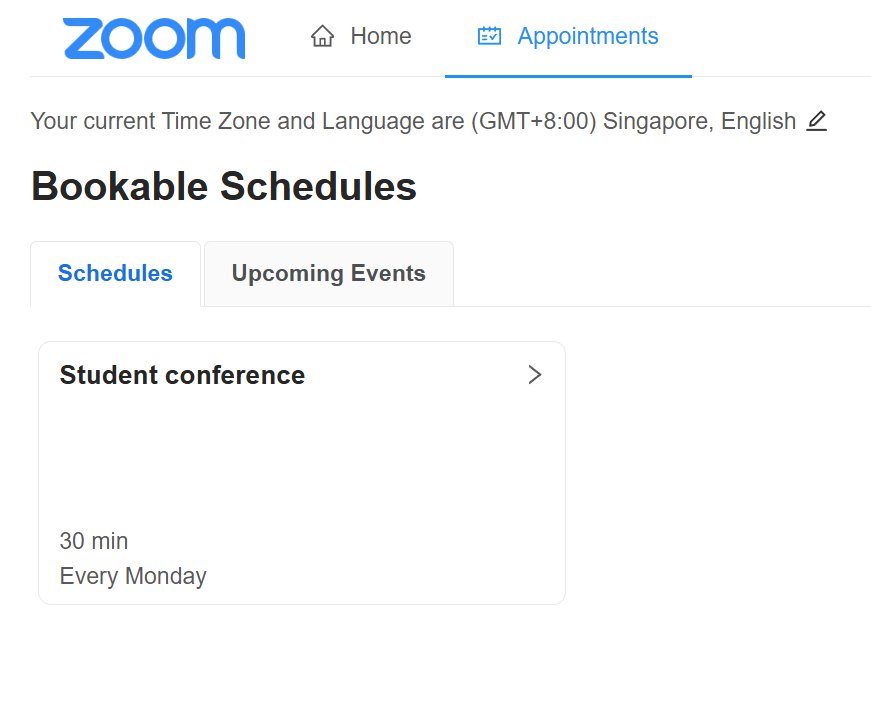 zoom Home Appointments
Your current Time Zone and Language are (GMT+8:00) Singapore, English
Bookable Schedules
Schedules Upcoming Events
Student conference
30 min
Every Monday